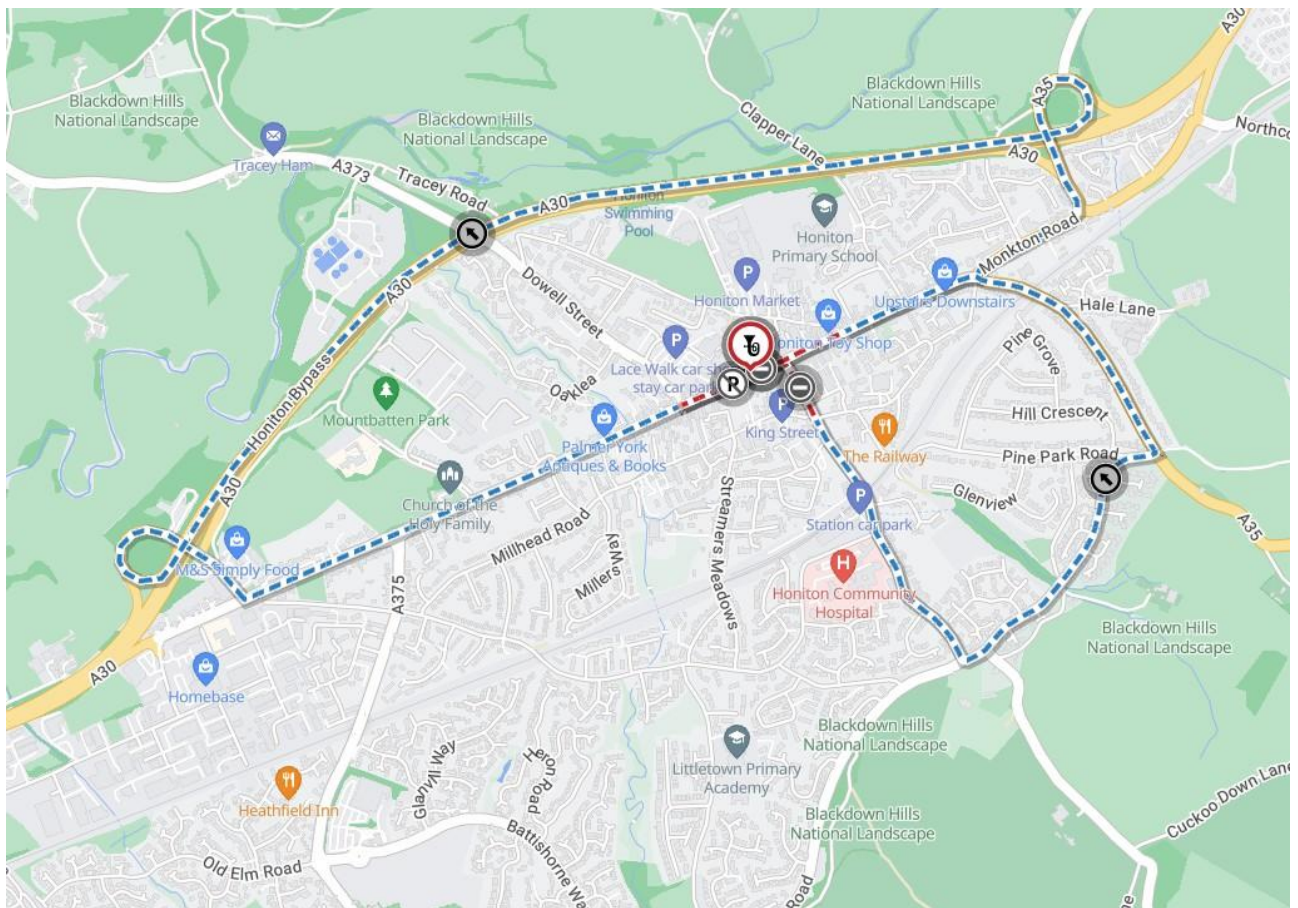 Blackdown Hills
National Landscape
Blackdown Hills
National Landscape
Blackdown Hills
National Landscape
A35
Clapper Lane
Northco
A30
Tracey Ham
A373
Tracey Road
A30
Honiton
Swimming
Pool
Honiton
Primary School
Monkton Road
A30
Dowell Street
Honiton Market
P
Upstairs Downstairs
Hale Lane
Honiton Bypass
P
Lace Walk car sh
stay car par
oniton Toy Shop
Pine Grove
Oaklea
Mountbatten Park
P
King Street
Hill Crescent
Palmer York
Antiques & Books
The Railway
Pine Park Road
A30
Church of the
Holy Family
Millhead Road
Streamers Meadows
P
Station car park
Glenview
A35
M&S Simply Food
A375
Millers Way
H
Honiton Community
Hospital
Blackdown Hills
National Landscape
A30
Homebase
Blackdown Hills
National Landscape
Glanvill Way
Heron Road
Littletown Primary
Academy
Heathfield Inn
Blackdown Hills
National Landscape
Cuckoo Down Lane
Battishorne Wa
Old Elm Road
Road
ne